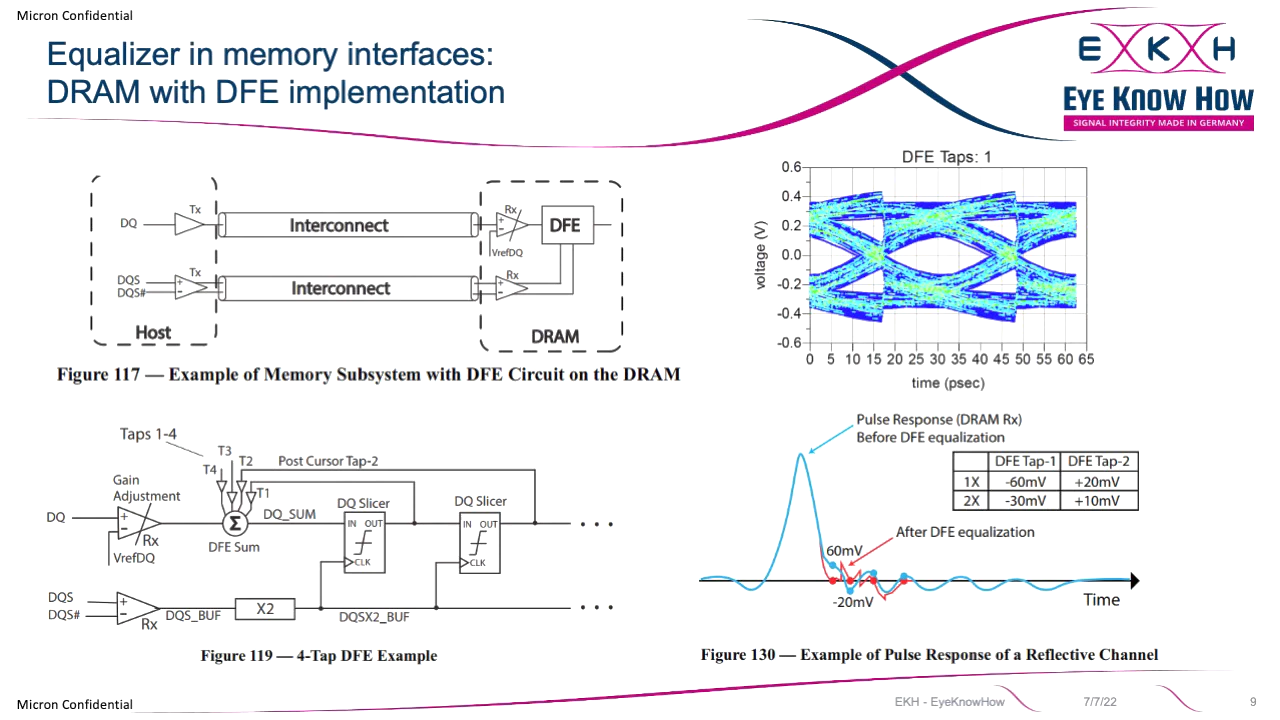 Micron Confidential
Equalizer in memory interfaces:
DRAM with DFE implementation
E K H
EYE KNOW HOW
SIGNAL INTEGRITY MADE IN GERMANY
DQ
Tx
Interconnect
Rx
+
−
VrefDQ
DFE
DQS
DQS#
Tx
+
−
Interconnect
Rx
+
−
Host
DRAM
Figure 117 — Example of Memory Subsystem with DFE Circuit on the DRAM
DFE Taps: 1
voltage (V)
0.6
0.4
0.2
0.0
-0.2
-0.4
-0.6
0 5 10 15 20 25 30 35 40 45 50 55 60 65
time (psec)
Taps 1-4
T4
T3
T2
T1
Post Cursor Tap-2
Gain
Adjustment
DQ
+
−
Rx
VrefDQ
Σ
DFE Sum
DQ_SUM
DQ Slicer
IN OUT
CLK
DQ Slicer
IN OUT
CLK
DQS
DQS#
+
−
Rx
DQS_BUF
X2
DQSX2_BUF
Figure 119 — 4-Tap DFE Example
Pulse Response (DRAM Rx)
Before DFE equalization
DFE Tap-1 DFE Tap-2
1X -60mV +20mV
2X -30mV +10mV
After DFE equalization
60mV
-20mV
Time
Figure 130 — Example of Pulse Response of a Reflective Channel
Micron Confidential
EKH - EyeKnowHow
7/7/22
9